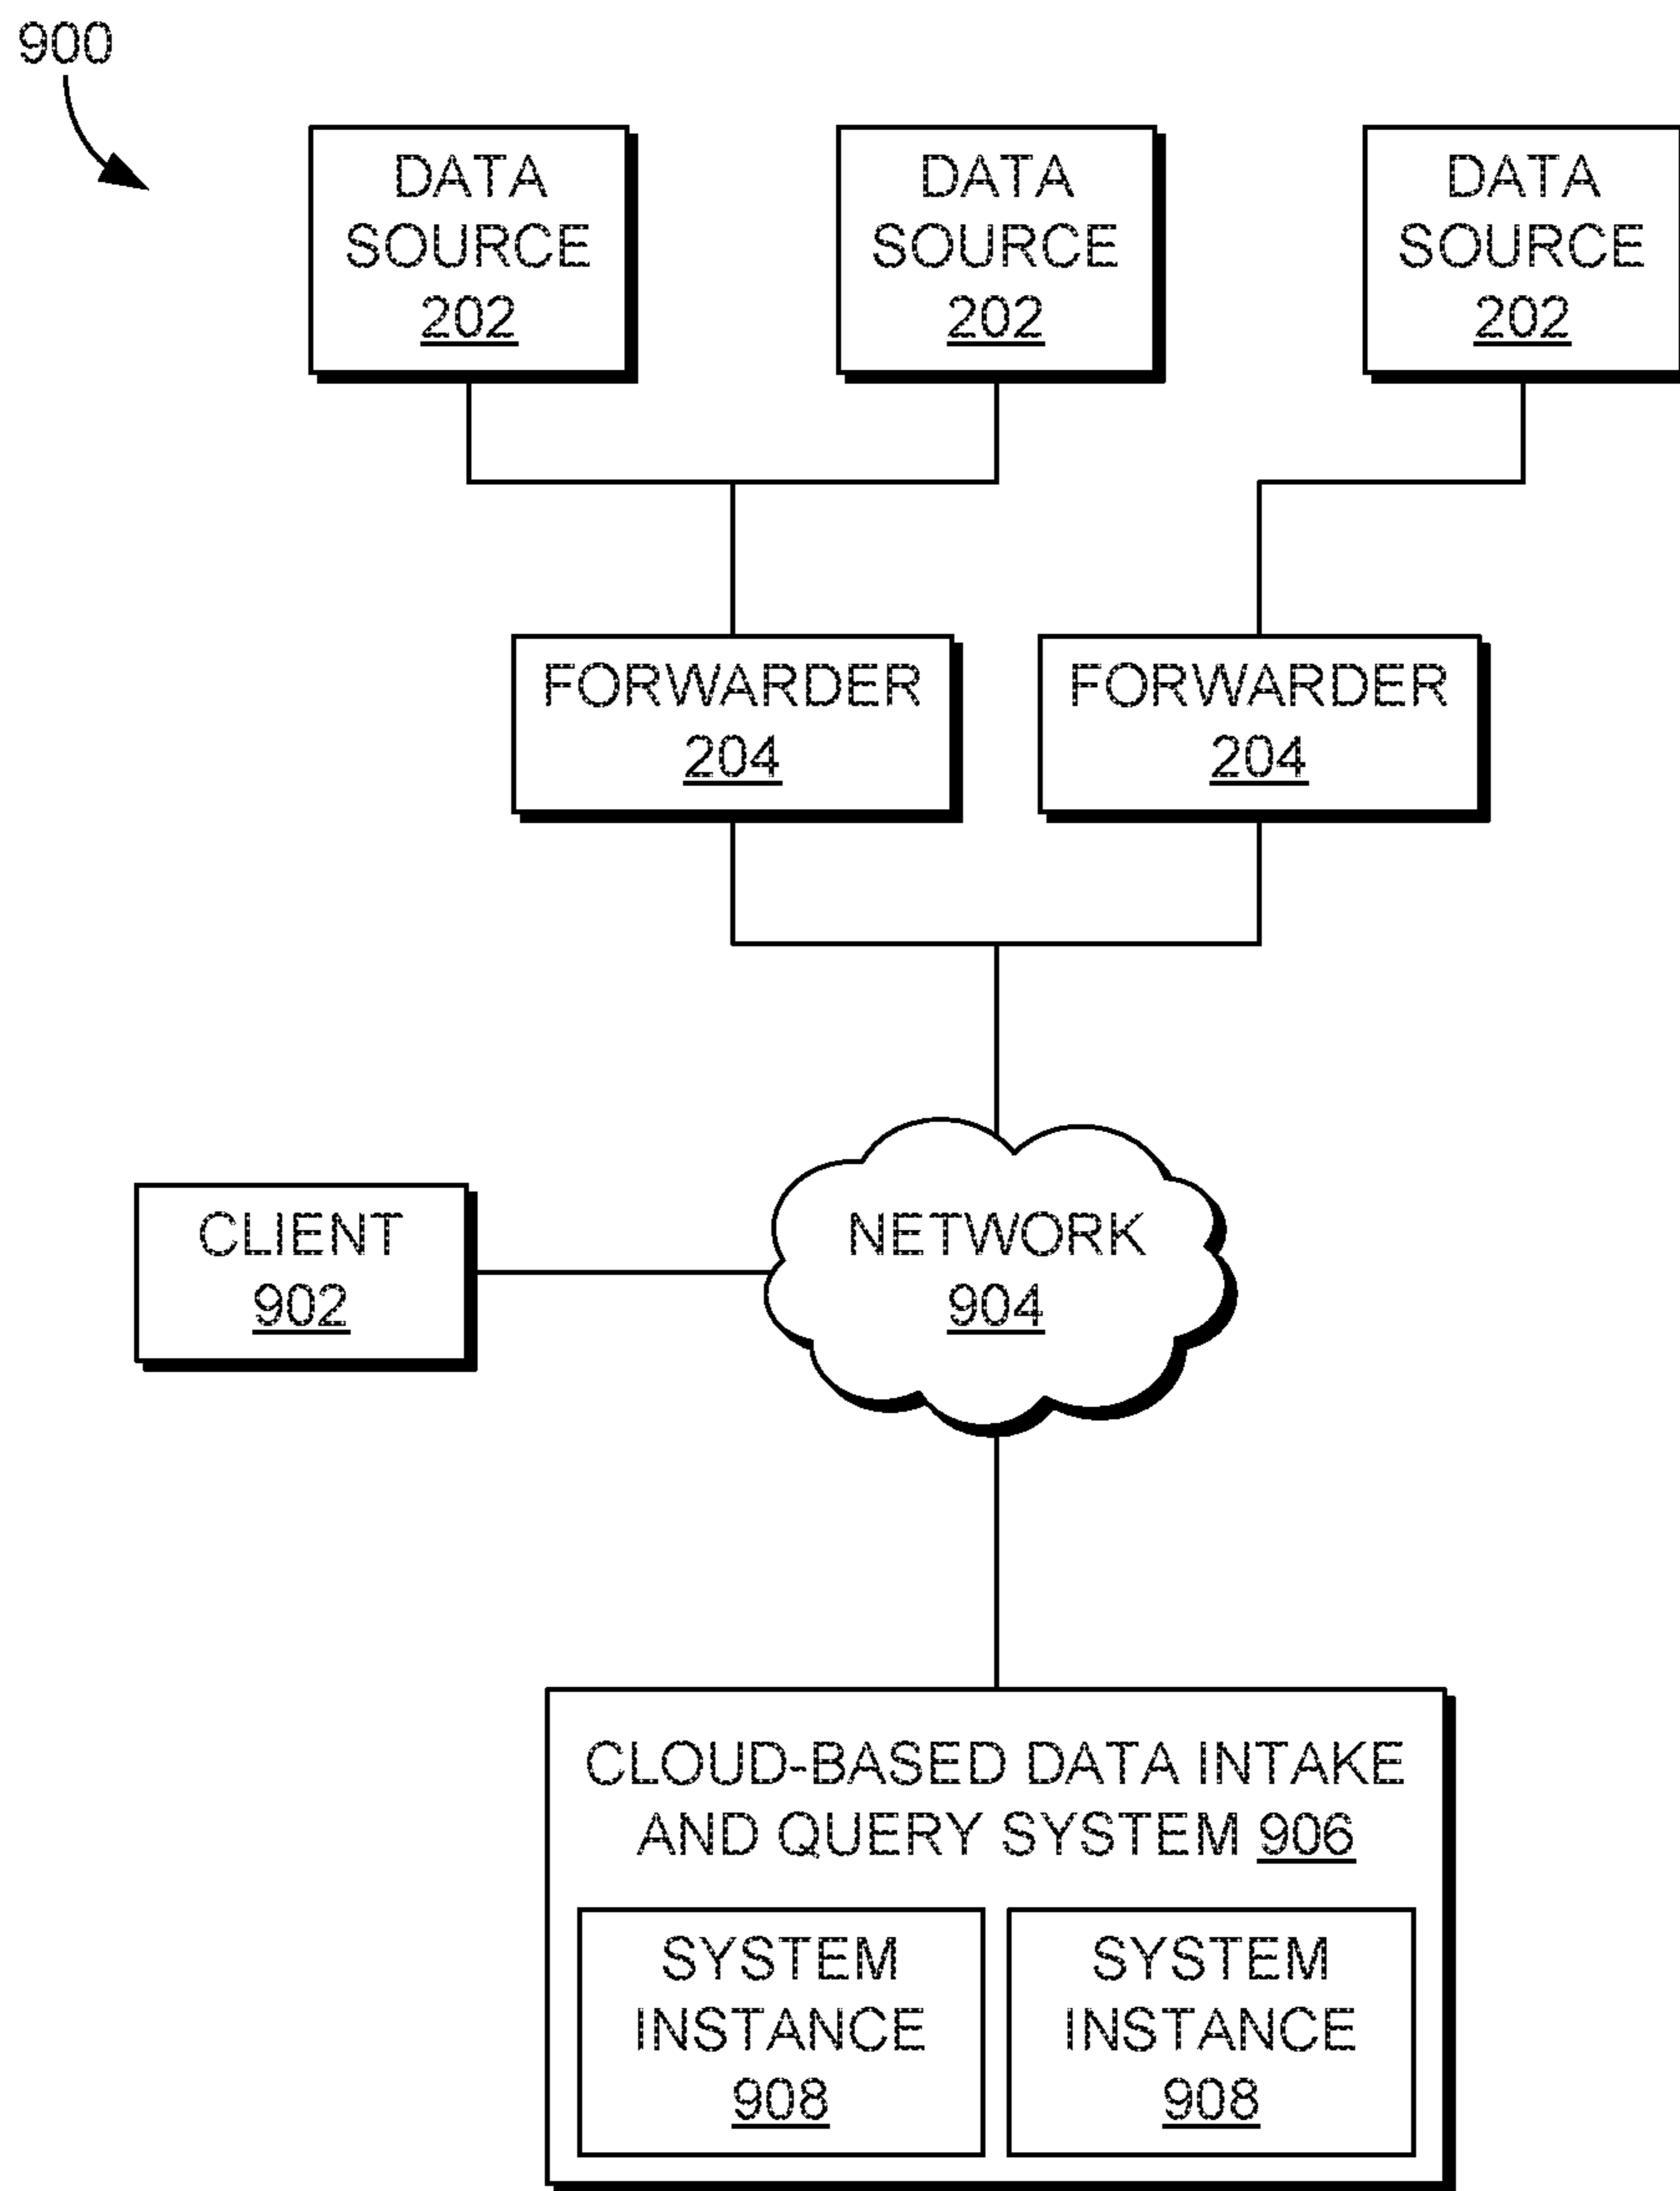 900
DATA
SOURCE
202
DATA
SOURCE
202
DATA
SOURCE
202
FORWARDER
204
FORWARDER
204
CLIENT
902
NETWORK
904
CLOUD-BASED DATA INTAKE
AND QUERY SYSTEM 906
SYSTEM
INSTANCE
908
SYSTEM
INSTANCE
908